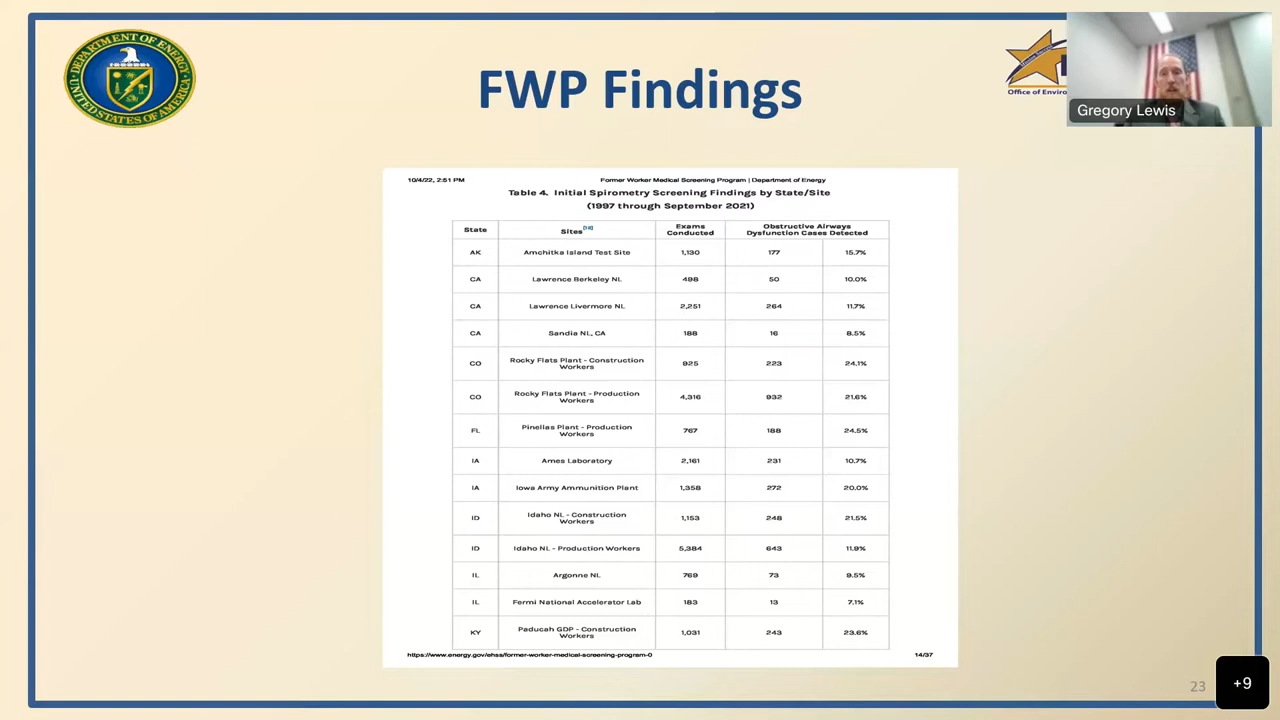 DEPARTMENT OF ENERGY
UNITED STATES OF AMERICA
FWP Findings
Office of Enviro
Gregory Lewis
10/4/22, 2:51 PM Former Worker Medical Screening Program | Department of Energy
Table 4. Initial Spirometry Screening Findings by State/Site
(1997 through September 2021)
State Sites Exams Conducted Obstructive Airways Dysfunction Cases Detected
AK Amchitka Island Test Site 1,130 177 15.7%
CA Lawrence Berkeley NL 498 50 10.0%
CA Lawrence Livermore NL 2,251 264 11.7%
CA Sandia NL, CA 188 16 8.5%
CO Rocky Flats Plant - Construction Workers 925 223 24.1%
CO Rocky Flats Plant - Production Workers 4,316 932 21.6%
FL Pinellas Plant - Production Workers 767 188 24.5%
IA Ames Laboratory 2,161 231 10.7%
IA Iowa Army Ammunition Plant 1,358 272 20.0%
ID Idaho NL - Construction Workers 1,153 248 21.5%
ID Idaho NL - Production Workers 5,384 643 11.9%
IL Argonne NL 769 73 9.5%
IL Fermi National Accelerator Lab 183 13 7.1%
KY Paducah GDP - Construction Workers 1,031 243 23.6%
https://www.energy.gov/ehss/former-worker-medical-screening-program-0 14/37
23
+9